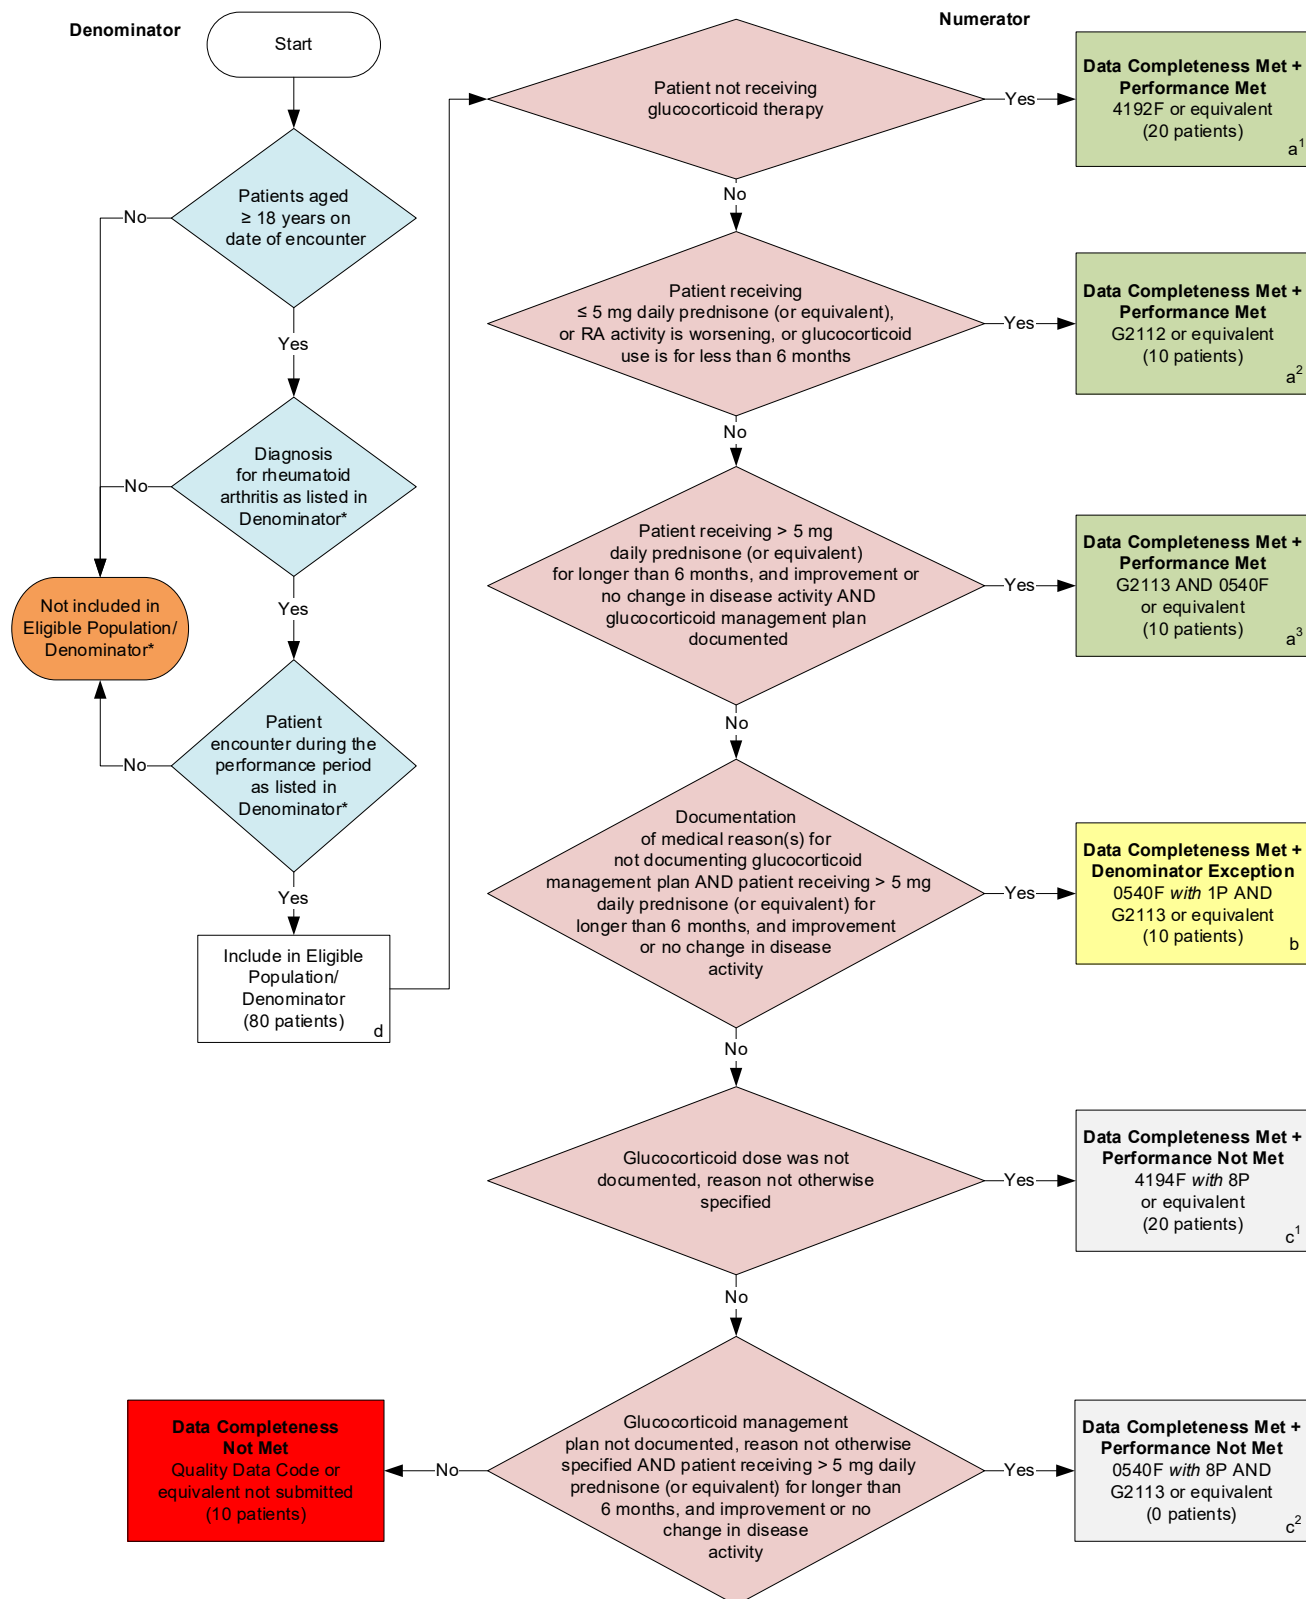 Denominator
Start
Patients aged
≥ 18 years on
date of encounter
No
Yes
Diagnosis
for rheumatoid
arthritis as listed in
Denominator*
No
Yes
Not included in
Eligible Population/
Denominator*
Patient
encounter during the
performance period
as listed in
Denominator*
No
Yes
Include in Eligible
Population/
Denominator
(80 patients)
d
Numerator
Patient not receiving
glucocorticoid therapy
Yes
Data Completeness Met +
Performance Met
4192F or equivalent
(20 patients)
a¹
No
Patient receiving
≤ 5 mg daily prednisone (or equivalent),
or RA activity is worsening, or glucocorticoid
use is for less than 6 months
Yes
Data Completeness Met +
Performance Met
G2112 or equivalent
(10 patients)
a²
No
Patient receiving > 5 mg
daily prednisone (or equivalent)
for longer than 6 months, and improvement or
no change in disease activity AND
glucocorticoid management plan
documented
Yes
Data Completeness Met +
Performance Met
G2113 AND 0540F
or equivalent
(10 patients)
a³
No
Documentation
of medical reason(s) for
not documenting glucocorticoid
management plan AND patient receiving > 5 mg
daily prednisone (or equivalent) for
longer than 6 months, and improvement
or no change in disease
activity
Yes
Data Completeness Met +
Denominator Exception
0540F with 1P AND
G2113 or equivalent
(10 patients)
b
No
Glucocorticoid dose was not
documented, reason not otherwise
specified
Yes
Data Completeness Met +
Performance Not Met
4194F with 8P
or equivalent
(20 patients)
c¹
No
Glucocorticoid management
plan not documented, reason not otherwise
specified AND patient receiving > 5 mg daily
prednisone (or equivalent) for longer than
6 months, and improvement or no
change in disease
activity
Yes
Data Completeness Met +
Performance Not Met
0540F with 8P AND
G2113 or equivalent
(0 patients)
c²
No
Data Completeness
Not Met
Quality Data Code or
equivalent not submitted
(10 patients)